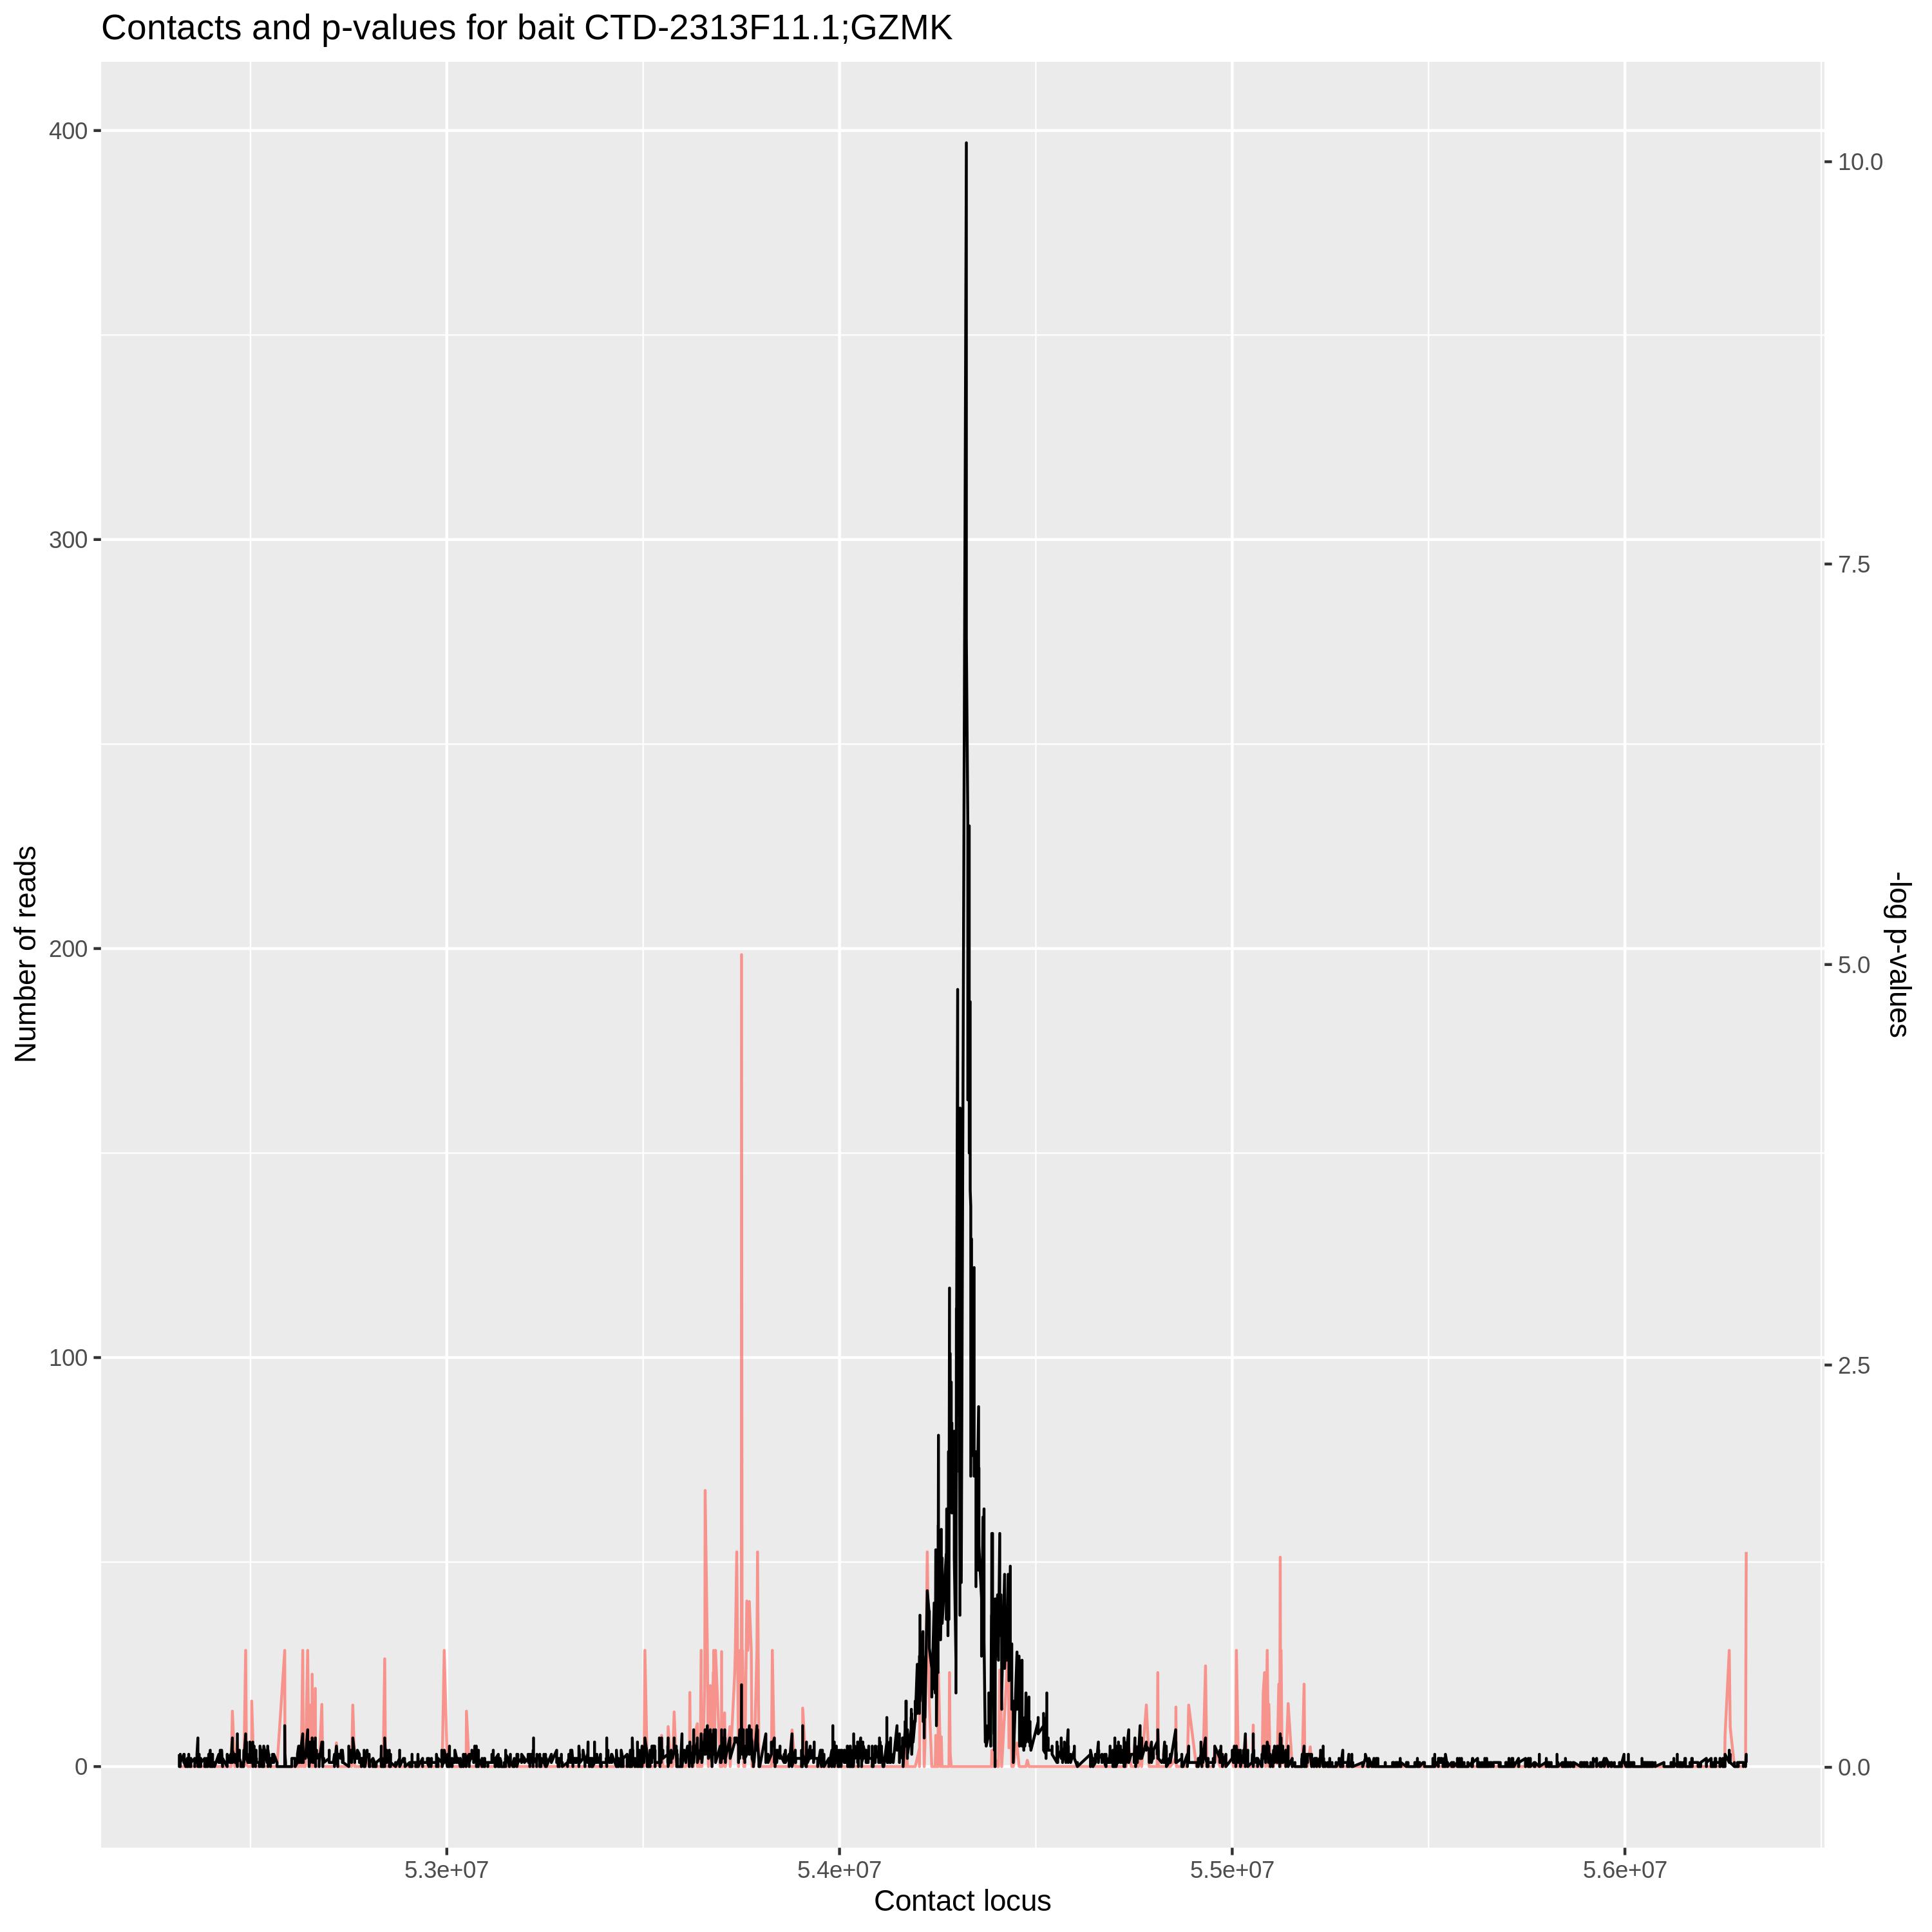 Contacts and p-values for bait CTD-2313F11.1;GZMK
400
300
200
100
0
Number of reads
10.0
7.5
5.0
2.5
0.0
-log p-values
5.3e+07
5.4e+07
5.5e+07
5.6e+07
Contact locus